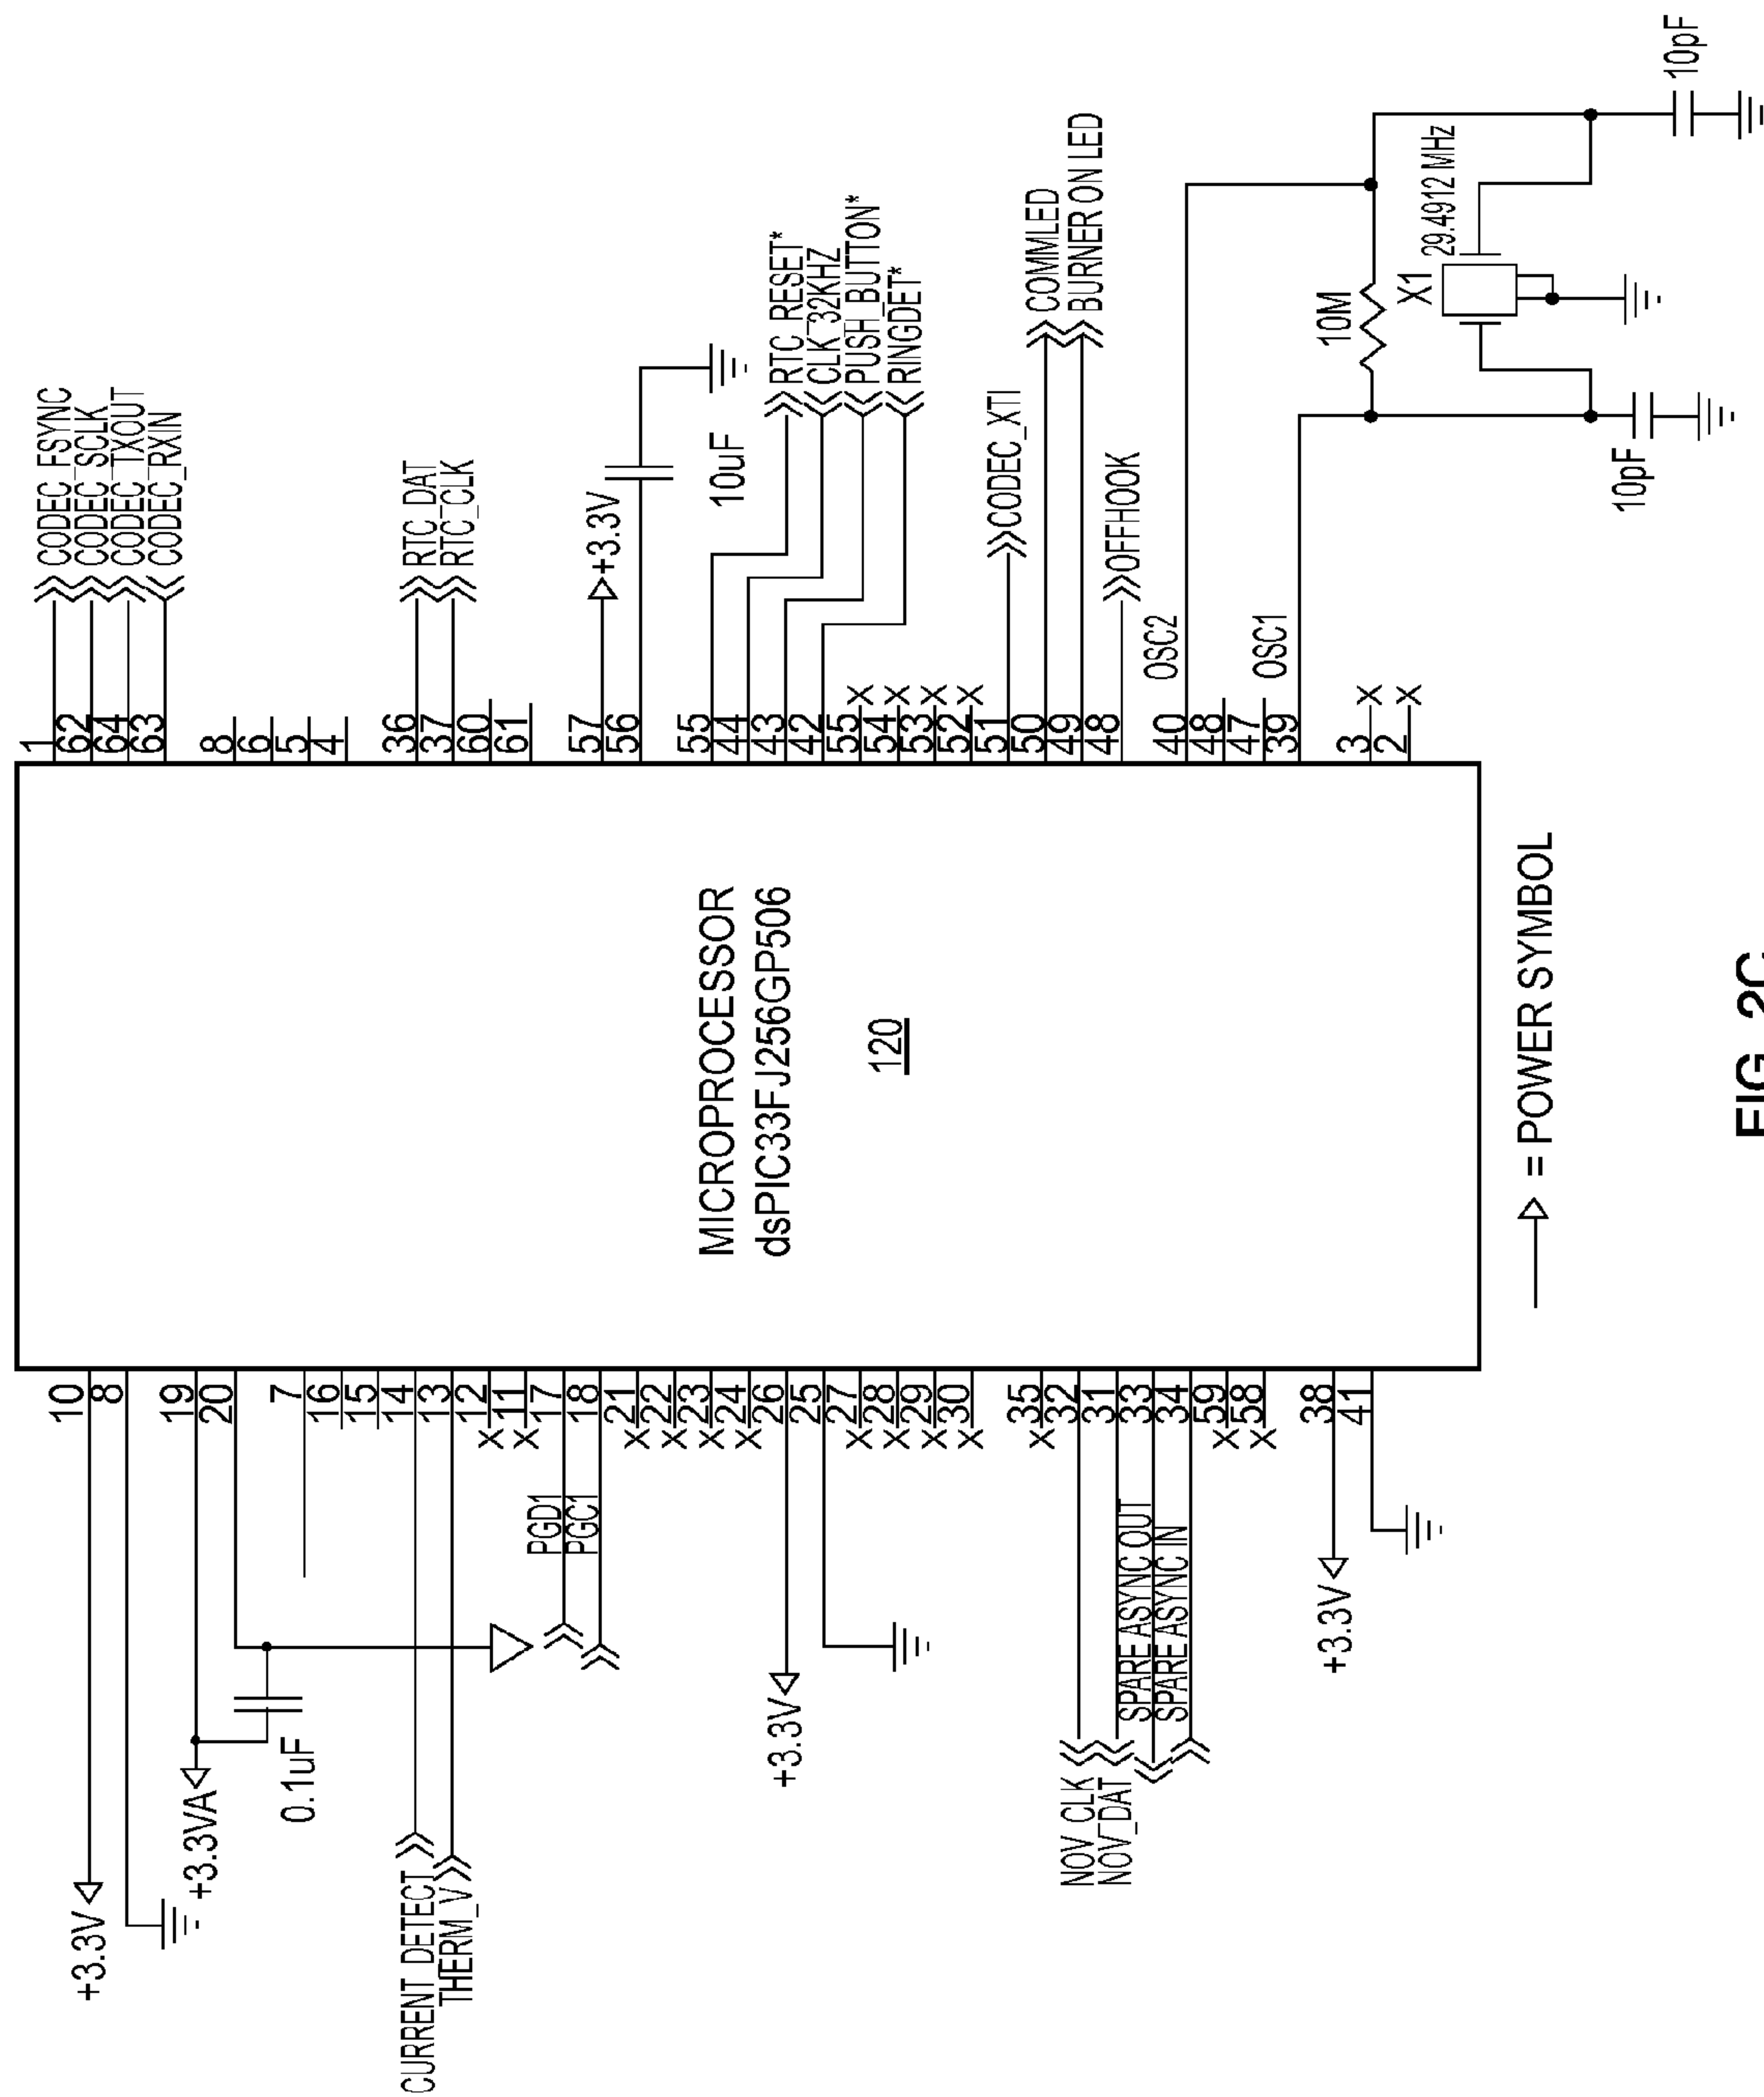 +3.3V
+3.3VA
0.1uF
CURRENT DETECT
THERM_V
PGD1
PGC1
+3.3V
NOV_CLK
NOV_DAT
SPARE ASYNC OUT
SPARE ASYNC IN
+3.3V
10
8
19
20
7
16
15
14
13
X 12
X 11
17
18
X 21
X 22
X 23
X 24
26
25
X 27
X 28
X 29
X 30
X 35
32
31
33
34
X 59
X 58
38
41
MICROPROCESSOR
dsPIC33FJ256GP506
120
1 CODEC_FSYNC
62 CODEC_SCLK
64 CODEC_TXOUT
63 CODEC_RXIN
8
6
5
4
36 RTC_DAT
37 RTC_CLK
60
61
57 +3.3V
56
10uF
55 RTC_RESET*
44 CLK_32KHZ
43 PUSH_BUTTON*
42 RINGDET*
55 X
54 X
53 X
52 X
51 CODEC_XTI
50 COMMLED
49 BURNER ON LED
48 OFFHOOK
40 OSC2
48
47
39 OSC1
3 X
2 X
10M
X1
29.4912 MHz
10pF
10pF
= POWER SYMBOL
FIG. 2C